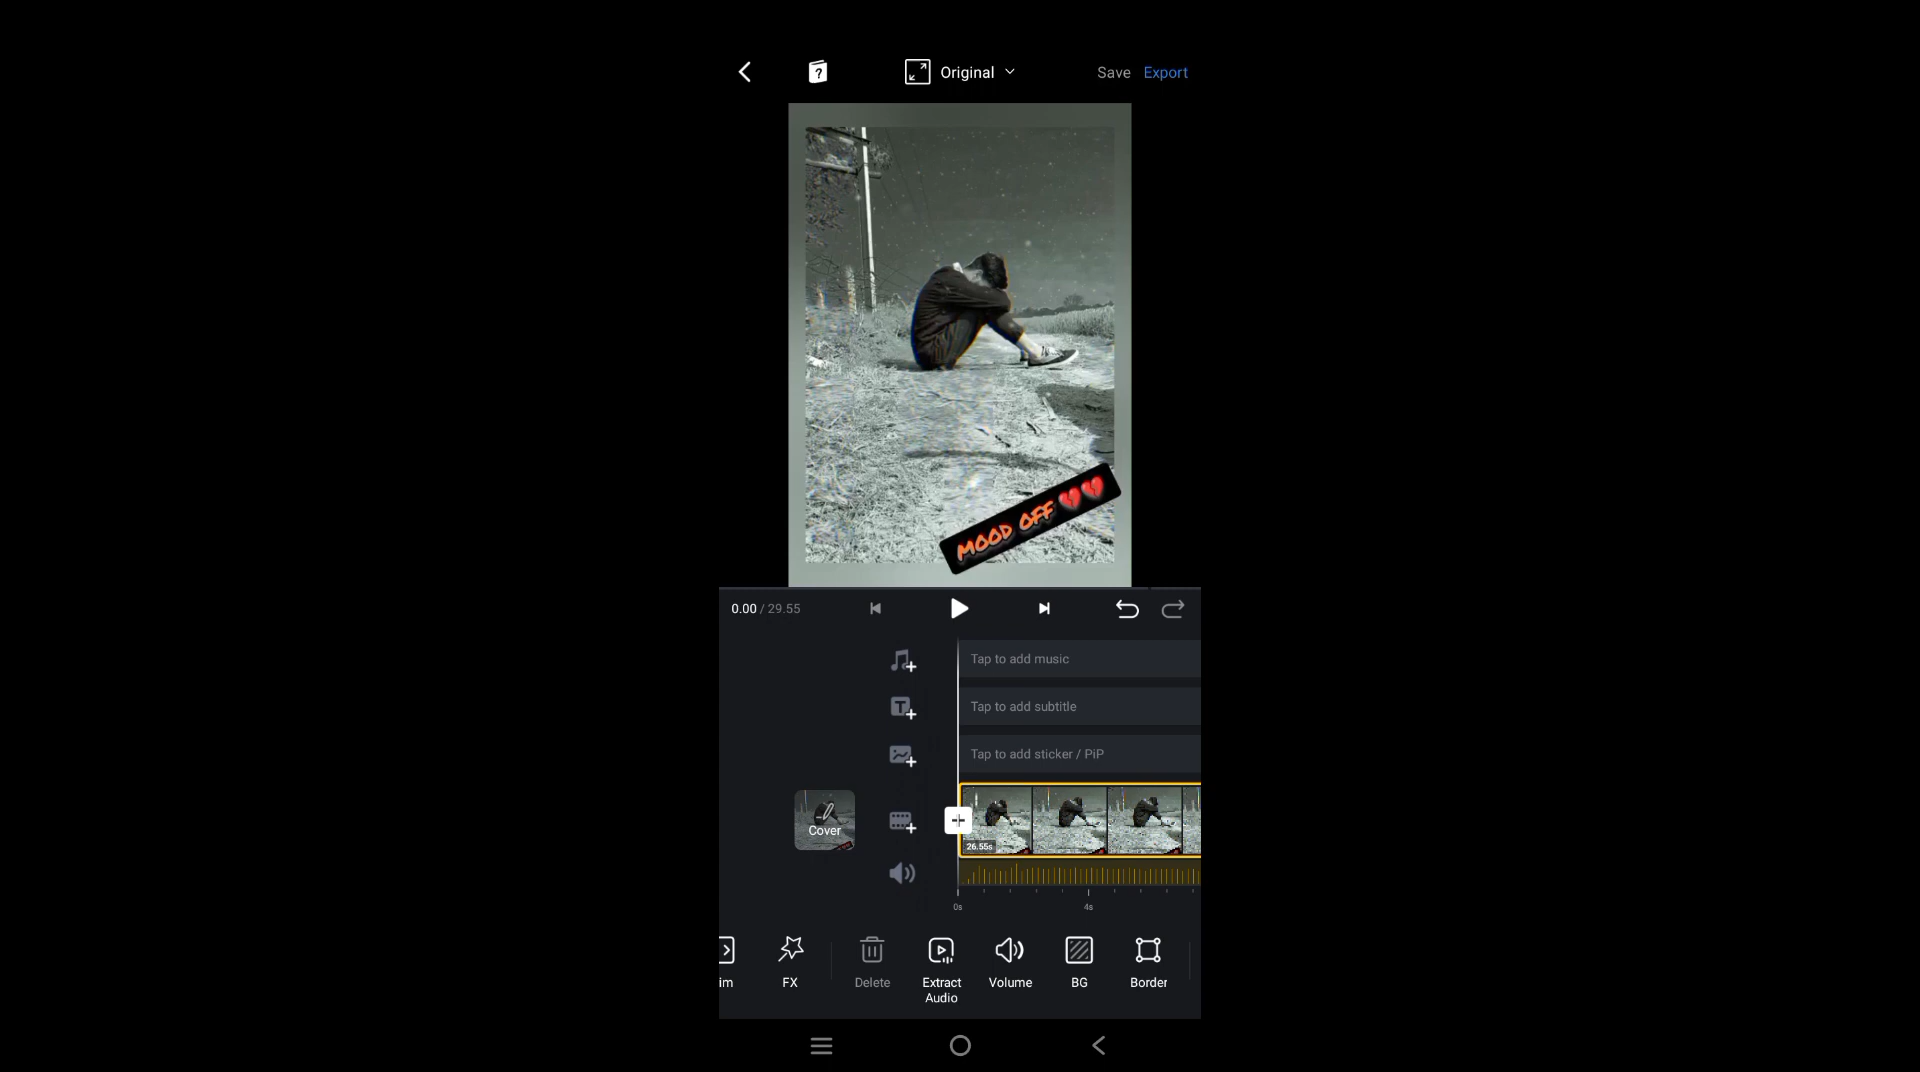 Original
Save Export
MOOD OFF 💔💔
0.00 / 29.55
Tap to add music
Tap to add subtitle
Tap to add sticker / PiP
Cover
26.55s
0s 4s
im FX Delete Extract Audio Volume BG Border